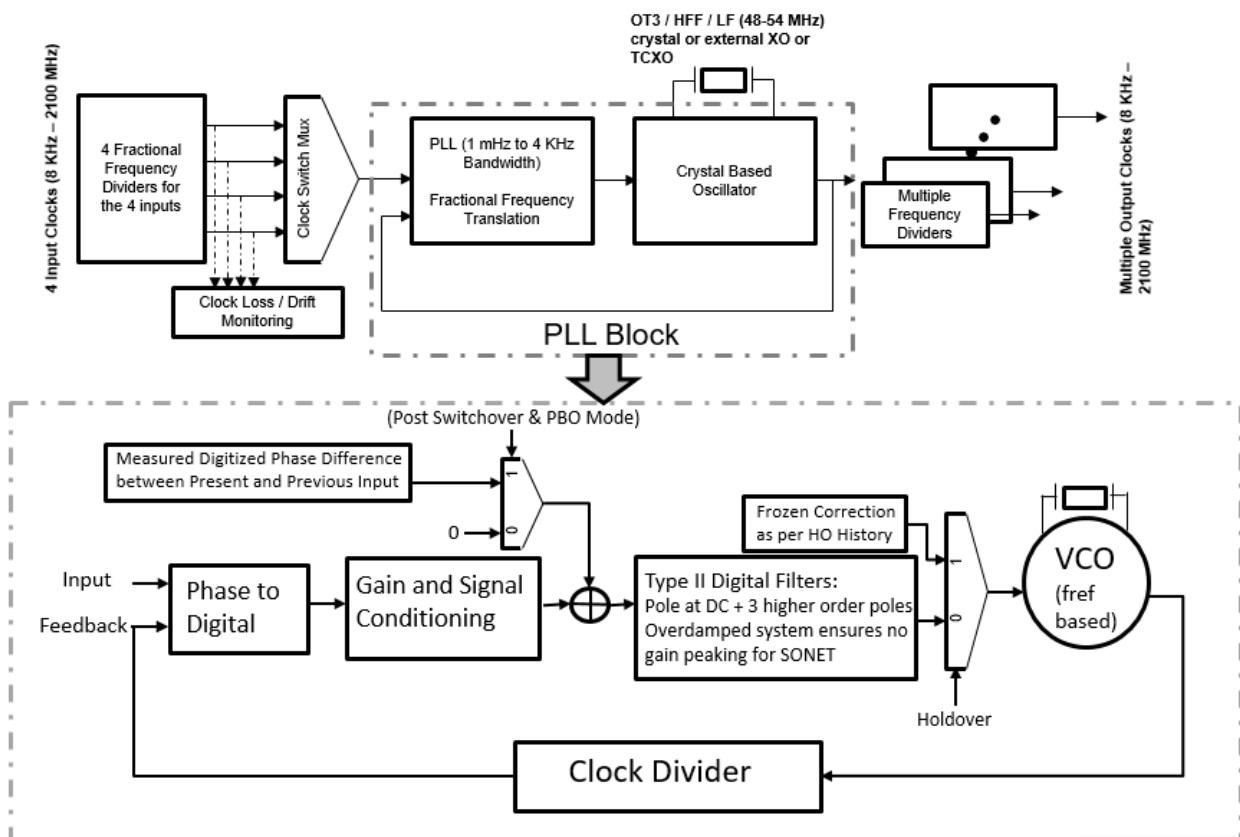 OT3 / HFF / LF (48-54 MHz)
crystal or external XO or
TCXO
4 Input Clocks (8 KHz – 2100 MHz)
4 Fractional
Frequency
Dividers for
the 4 inputs
Clock Switch Mux
PLL (1 mHz to 4 KHz
Bandwidth)
Fractional Frequency
Translation
Crystal Based
Oscillator
Multiple
Frequency
Dividers
Multiple Output Clocks (8 KHz –
2100 MHz)
Clock Loss / Drift
Monitoring
PLL Block
(Post Switchover & PBO Mode)
Measured Digitized Phase Difference
between Present and Previous Input
1
0
0
Frozen Correction
as per HO History
1
0
VCO
(fref
based)
Input
Feedback
Phase to
Digital
Gain and Signal
Conditioning
Type II Digital Filters:
Pole at DC + 3 higher order poles
Overdamped system ensures no
gain peaking for SONET
Holdover
Clock Divider